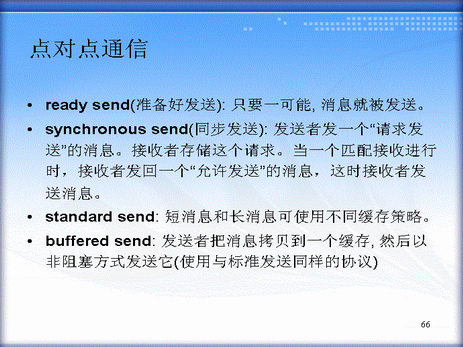 点对点通信
• ready send(准备好发送): 只要一可能, 消息就被发送。
• synchronous send(同步发送): 发送者发一个“请求发
送”的消息。接收者存储这个请求。当一个匹配接收进行
时，接收者发回一个“允许发送”的消息，这时接收者发
送消息。
• standard send: 短消息和长消息可使用不同缓存策略。
• buffered send: 发送者把消息拷贝到一个缓存, 然后以
非阻塞方式发送它(使用与标准发送同样的协议)
66